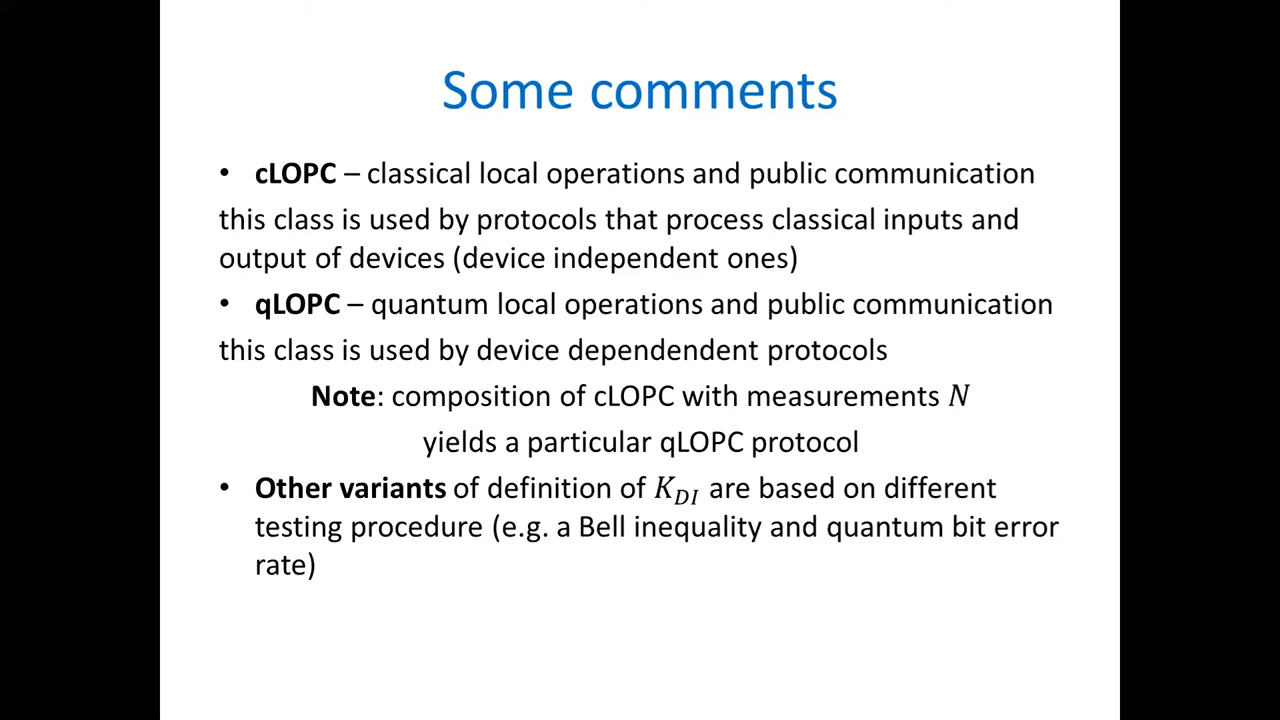 Some comments
• cLOPC – classical local operations and public communication
this class is used by protocols that process classical inputs and
output of devices (device independent ones)
• qLOPC – quantum local operations and public communication
this class is used by device dependendent protocols
Note: composition of cLOPC with measurements N
yields a particular qLOPC protocol
• Other variants of definition of K_{DI} are based on different
testing procedure (e.g. a Bell inequality and quantum bit error
rate)